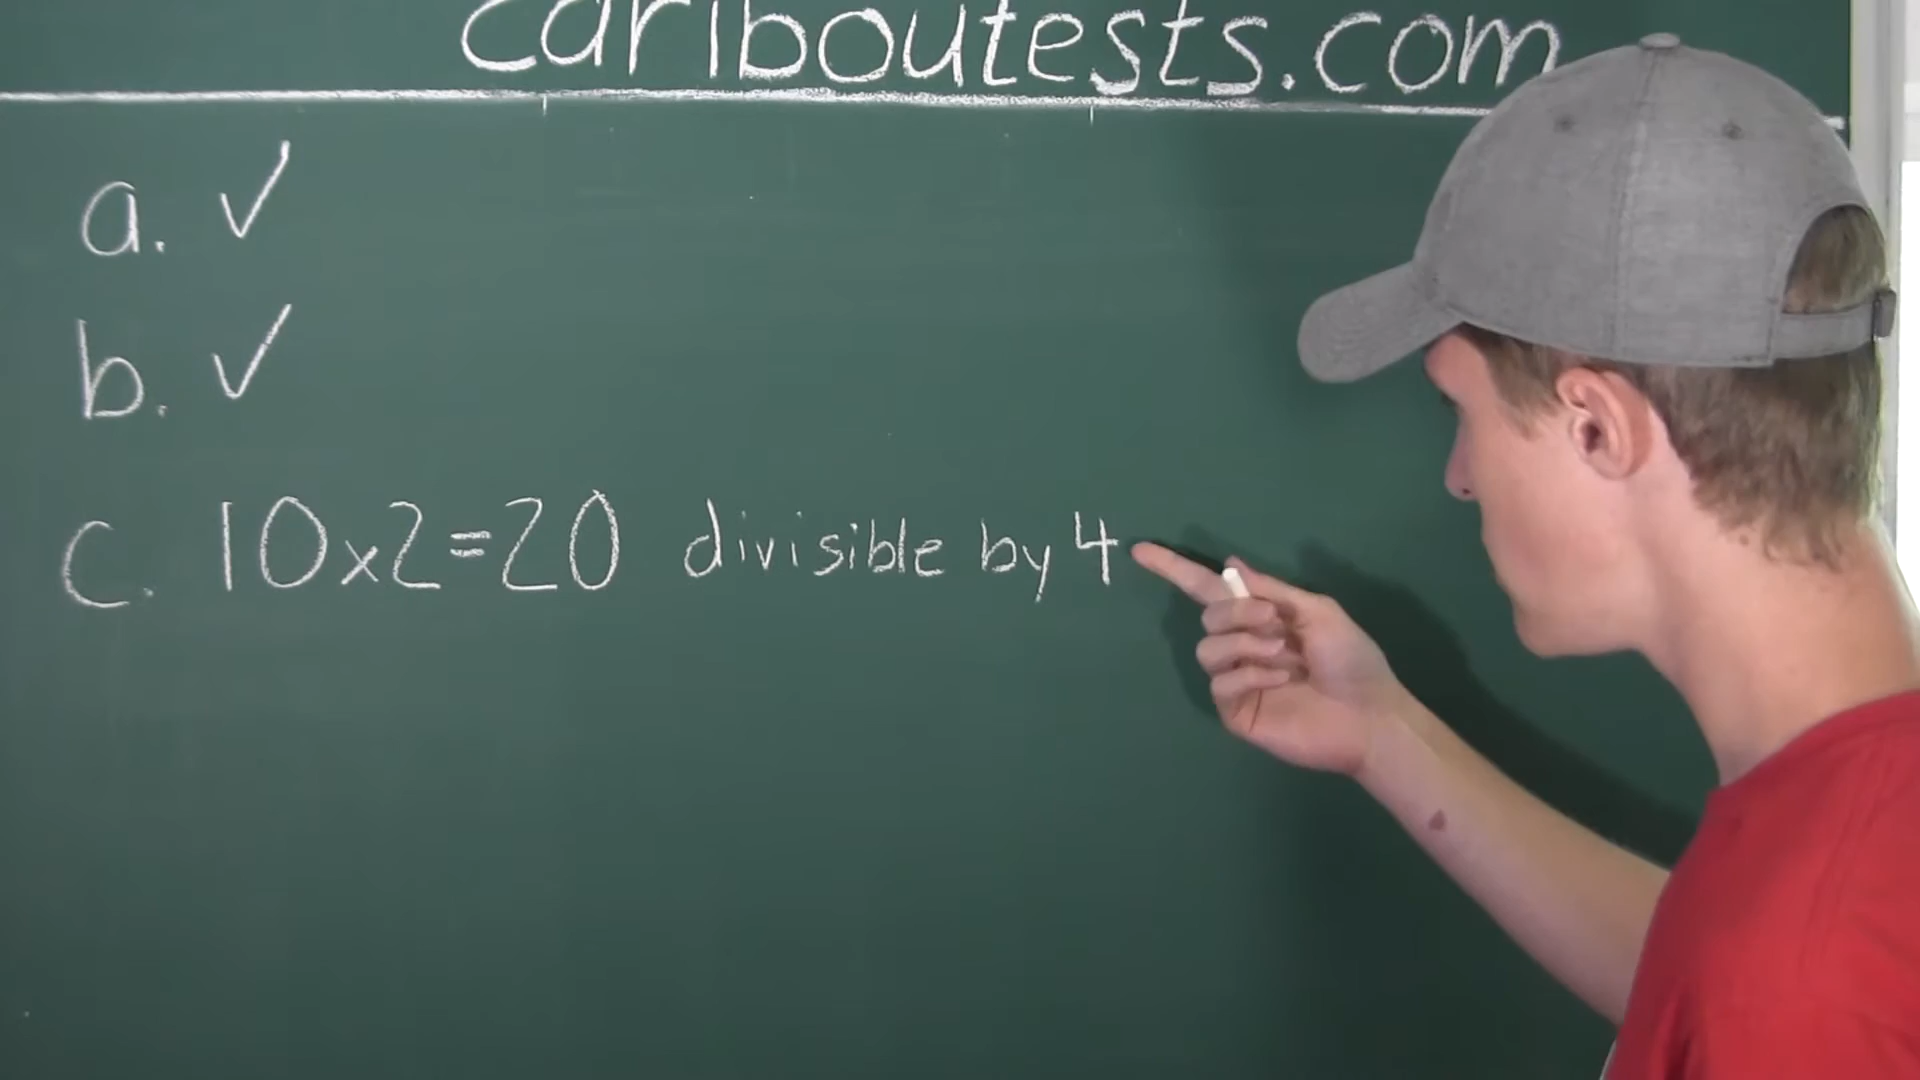 cariboutests.com
a. ✓
b. ✓
c. 10x2=20 divisible by 4